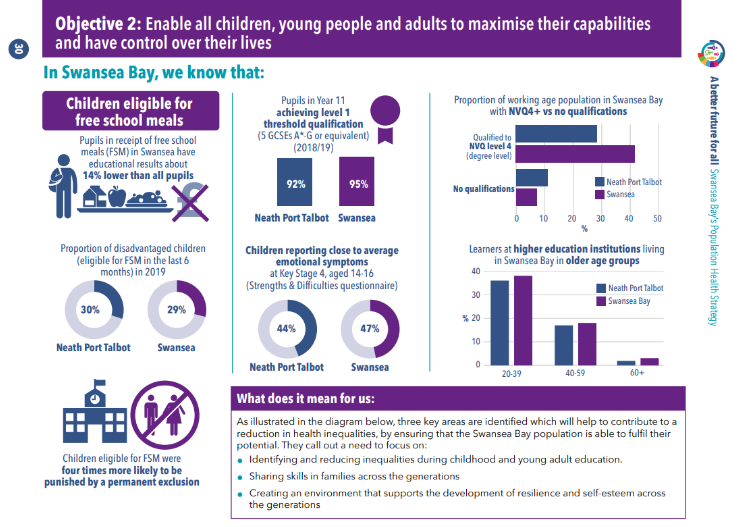 Objective 2: Enable all children, young people and adults to maximise their capabilities
and have control over their lives
30
In Swansea Bay, we know that:
Children eligible for
free school meals
Pupils in receipt of free school
meals (FSM) in Swansea have
educational results about
14% lower than all pupils
£
Proportion of disadvantaged children
(eligible for FSM in the last 6
months) in 2019
30%
29%
Neath Port Talbot
Swansea
Children eligible for FSM were
four times more likely to be
punished by a permanent exclusion
Pupils in Year 11
achieving level 1
threshold qualification
(5 GCSEs A*-G or equivalent)
(2018/19)
92%
95%
Neath Port Talbot
Swansea
Children reporting close to average
emotional symptoms
at Key Stage 4, aged 14-16
(Strengths & Difficulties questionnaire)
44%
47%
Neath Port Talbot
Swansea
Proportion of working age population in Swansea Bay
with NVQ4+ vs no qualifications
Qualified to
NVQ level 4
(degree level)
No qualifications
Neath Port Talbot
Swansea
0 10 20 30 40 50
%
Learners at higher education institutions living
in Swansea Bay in older age groups
40
30
% 20
10
0
Neath Port Talbot
Swansea Bay
20-39 40-59 60+
What does it mean for us:
As illustrated in the diagram below, three key areas are identified which will help to contribute to a
reduction in health inequalities, by ensuring that the Swansea Bay population is able to fulfil their
potential. They call out a need to focus on:
• Identifying and reducing inequalities during childhood and young adult education.
• Sharing skills in families across the generations
• Creating an environment that supports the development of resilience and self-esteem across
the generations
A better future for all Swansea Bay's Population Health Strategy